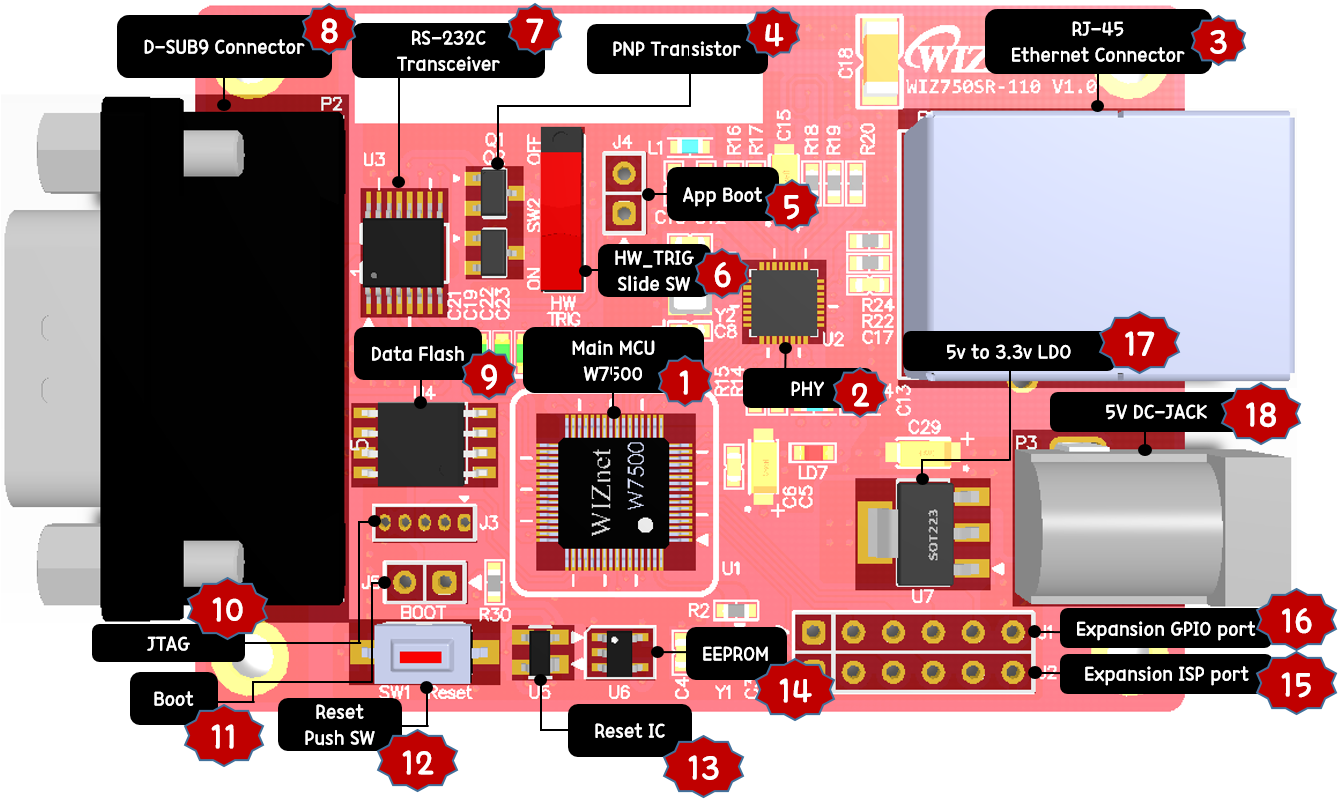 D-SUB9 Connector
8
RS-232C
Transceiver
7
PNP Transistor
4
RJ-45
Ethernet Connector
3
C18
WIZ
WIZ750SR-110 V1.0
P2
U3
OFF
SW2
ON
HW
TRIG
J4
L1
R16
R17
C15
R18
R19
R20
App Boot
5
HW_TRIG
Slide SW
6
1
C21
C19
C22
C23
Y2
C8
U2
R24
R22
C17
Data Flash
9
Main MCU
W7500
1
R15
R14
PHY
2
C13
5v to 3.3v LDO
17
5V DC-JACK
18
U4
WIZnet
W7500
C29
+
P3
LD7
C6
C5
+
SOT223
J3
U1
U7
BOOT
R30
R2
10
JTAG
J1
Expansion GPIO port
16
J2
Expansion ISP port
15
EEPROM
14
SW1
Reset
U5
U6
Y1
Boot
11
Reset
Push SW
12
Reset IC
13